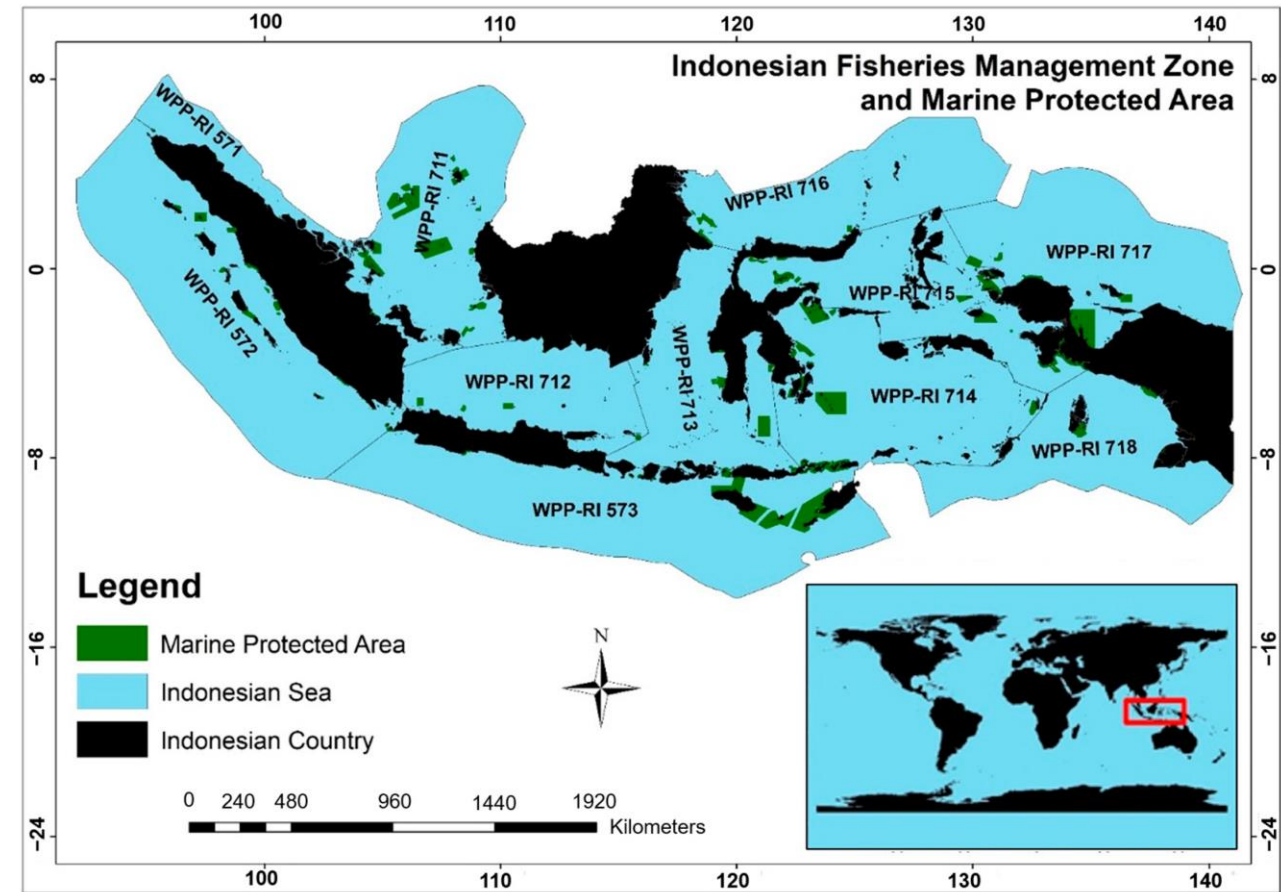 100 110 120 130 140
Indonesian Fisheries Management Zone
and Marine Protected Area
8 8
WPP-RI 571
WPP-RI 711
WPP-RI 716
WPP-RI 717
0 0
WPP-RI 572
WPP-RI 715
WPP-RI 712
WPP-RI 713
WPP-RI 714
WPP-RI 718
-8 -8
WPP-RI 573
Legend
Marine Protected Area
Indonesian Sea
Indonesian Country
N
-16 -16
0 240 480 960 1440 1920
Kilometers
-24 -24
100 110 120 130 140